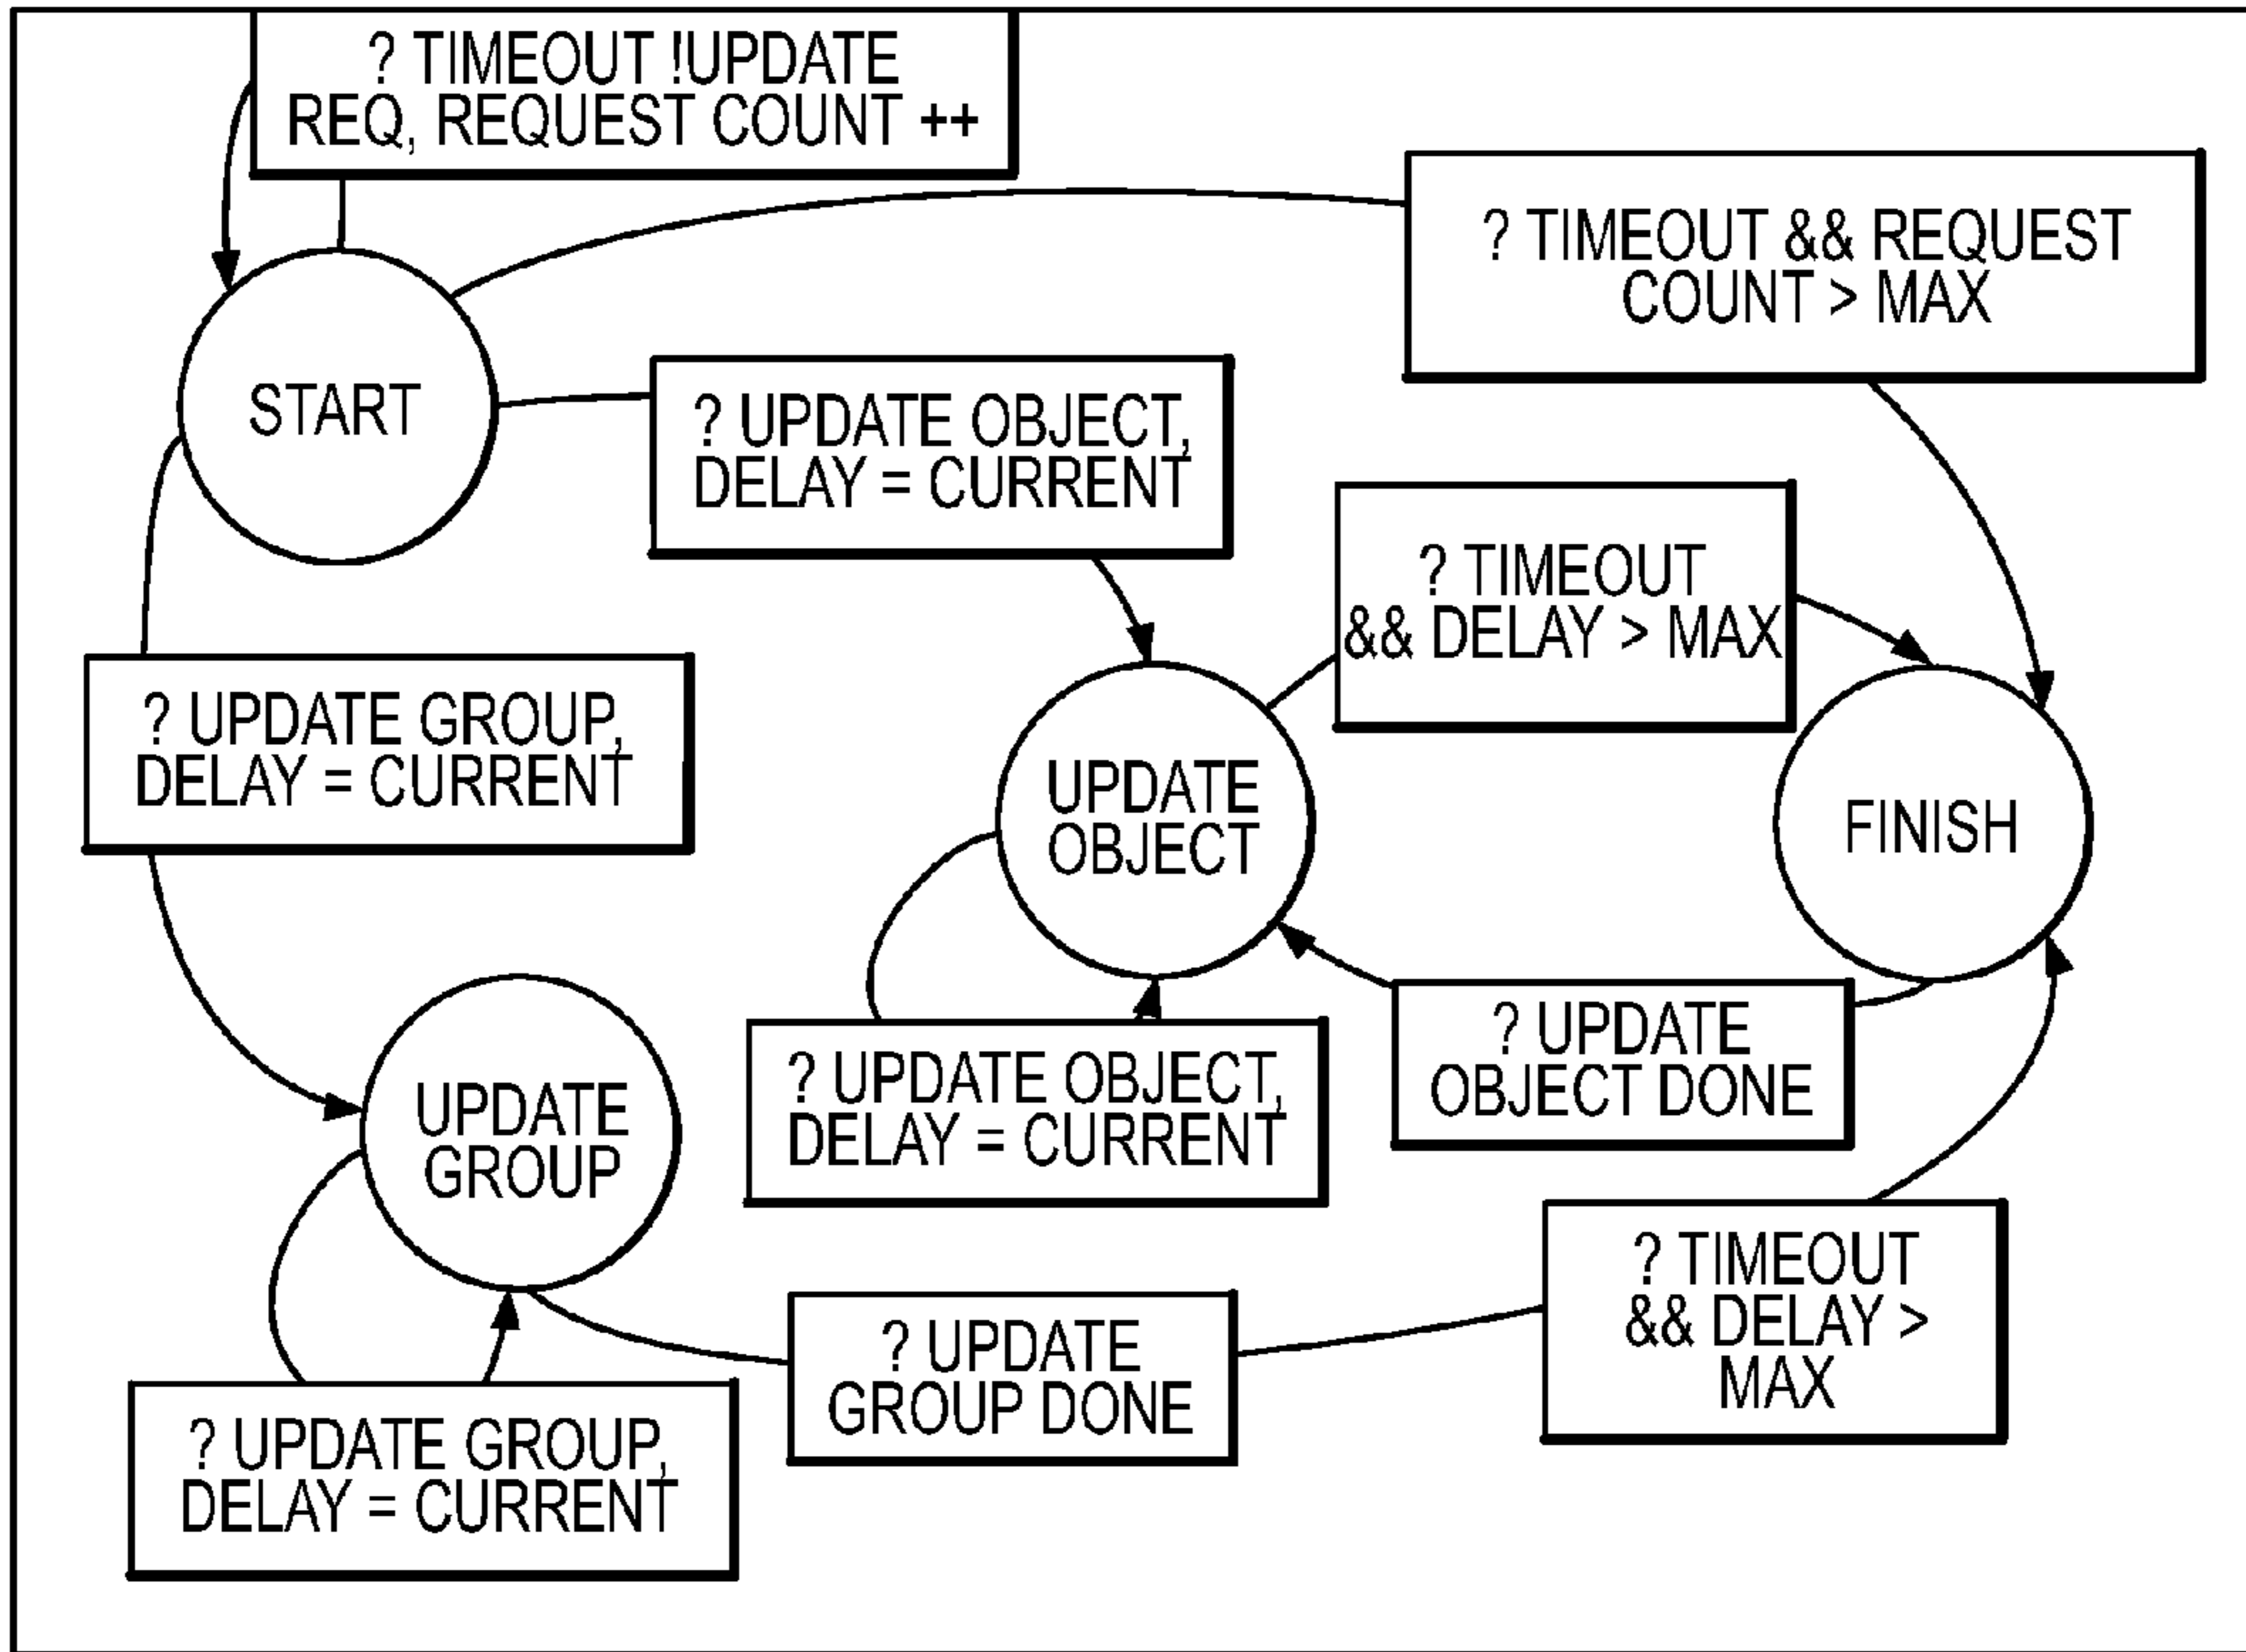 ? TIMEOUT !UPDATE
REQ, REQUEST COUNT ++
? TIMEOUT && REQUEST
COUNT > MAX
START
? UPDATE OBJECT,
DELAY = CURRENT
? TIMEOUT
&& DELAY > MAX
? UPDATE GROUP,
DELAY = CURRENT
UPDATE
OBJECT
FINISH
? UPDATE
OBJECT DONE
? UPDATE OBJECT,
DELAY = CURRENT
UPDATE
GROUP
? TIMEOUT
&& DELAY >
MAX
? UPDATE
GROUP DONE
? UPDATE GROUP,
DELAY = CURRENT